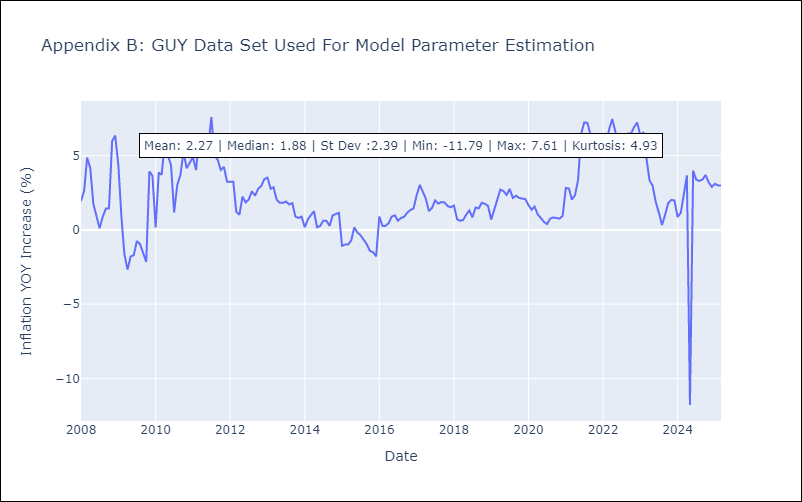 Appendix B: GUY Data Set Used For Model Parameter Estimation
Mean: 2.27 | Median: 1.88 | St Dev :2.39 | Min: -11.79 | Max: 7.61 | Kurtosis: 4.93
Inflation YOY Increase (%)
5
0
−5
−10
2008 2010 2012 2014 2016 2018 2020 2022 2024
Date